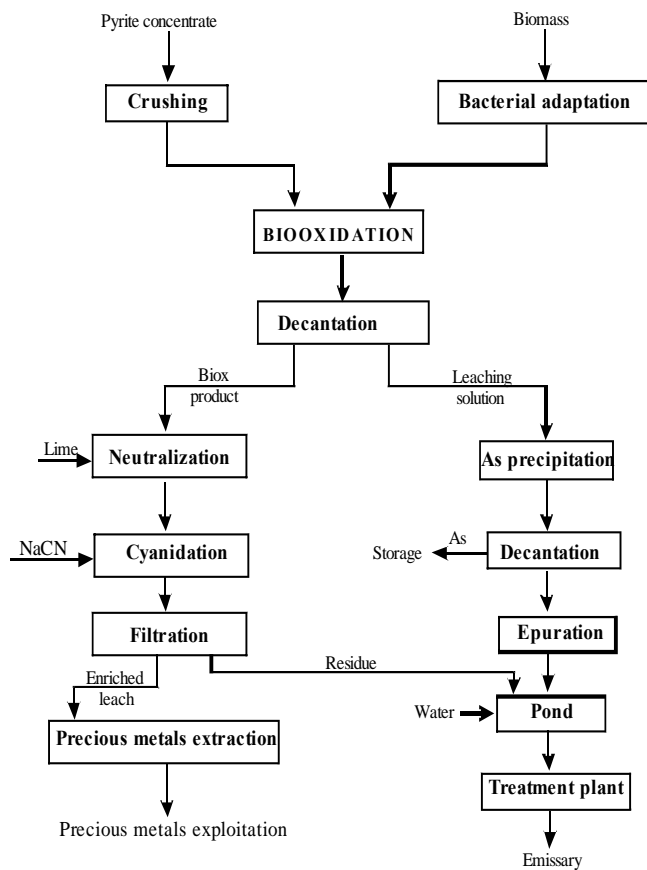 Pyrite concentrate
Biomass
Crushing
Bacterial adaptation
BIOOXIDATION
Decantation
Biox
product
Leaching
solution
Lime
Neutralization
As precipitation
NaCN
Cyanidation
Storage
As
Decantation
Filtration
Epuration
Residue
Enriched
leach
Water
Pond
Precious metals extraction
Treatment plant
Precious metals exploitation
Emissary